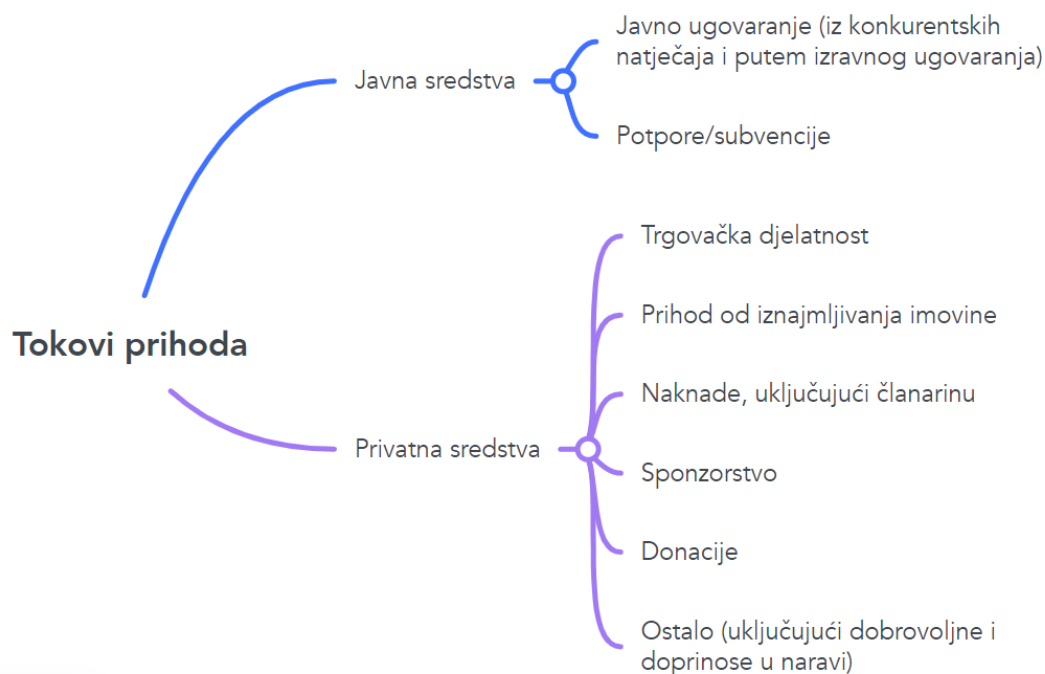 Tokovi prihoda
Javna sredstva
Javno ugovaranje (iz konkurentskih
natječaja i putem izravnog ugovaranja)
Potpore/subvencije
Privatna sredstva
Trgovačka djelatnost
Prihod od iznajmljivanja imovine
Naknade, uključujući članarinu
Sponzorstvo
Donacije
Ostalo (uključujući dobrovoljne i
doprinose u naravi)